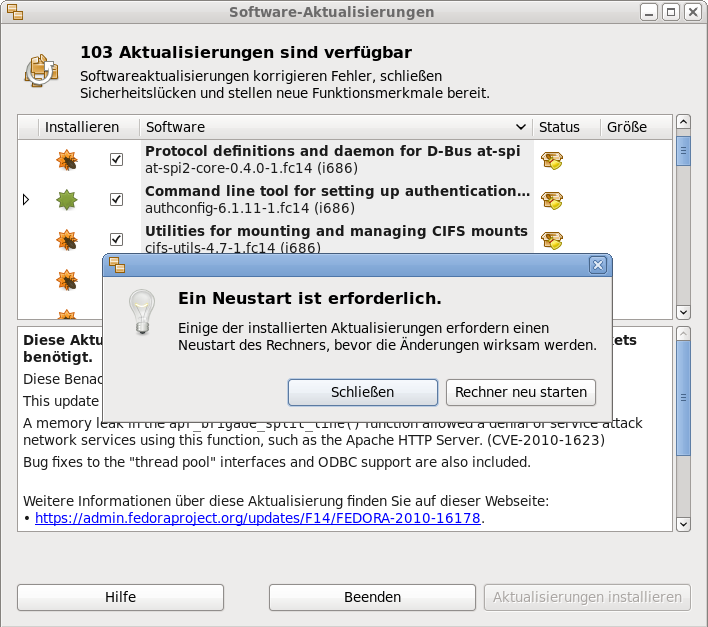 Software-Aktualisierungen
103 Aktualisierungen sind verfügbar
Softwareaktualisierungen korrigieren Fehler, schließen
Sicherheitslücken und stellen neue Funktionsmerkmale bereit.
Installieren Software Status Größe
Protocol definitions and daemon for D-Bus at-spi
at-spi2-core-0.4.0-1.fc14 (i686)
Command line tool for setting up authentication...
authconfig-6.1.11-1.fc14 (i686)
Utilities for mounting and managing CIFS mounts
cifs-utils-4.7-1.fc14 (i686)
Ein Neustart ist erforderlich.
Einige der installierten Aktualisierungen erfordern einen
Neustart des Rechners, bevor die Änderungen wirksam werden.
Schließen Rechner neu starten
Diese Aktu kets
benötigt.
Diese Benac
This update
A memory leak in the apr_brigade_split_line() function allowed a denial of service attack
network services using this function, such as the Apache HTTP Server. (CVE-2010-1623)
Bug fixes to the "thread pool" interfaces and ODBC support are also included.
Weitere Informationen über diese Aktualisierung finden Sie auf dieser Webseite:
• https://admin.fedoraproject.org/updates/F14/FEDORA-2010-16178.
Hilfe Beenden Aktualisierungen installieren